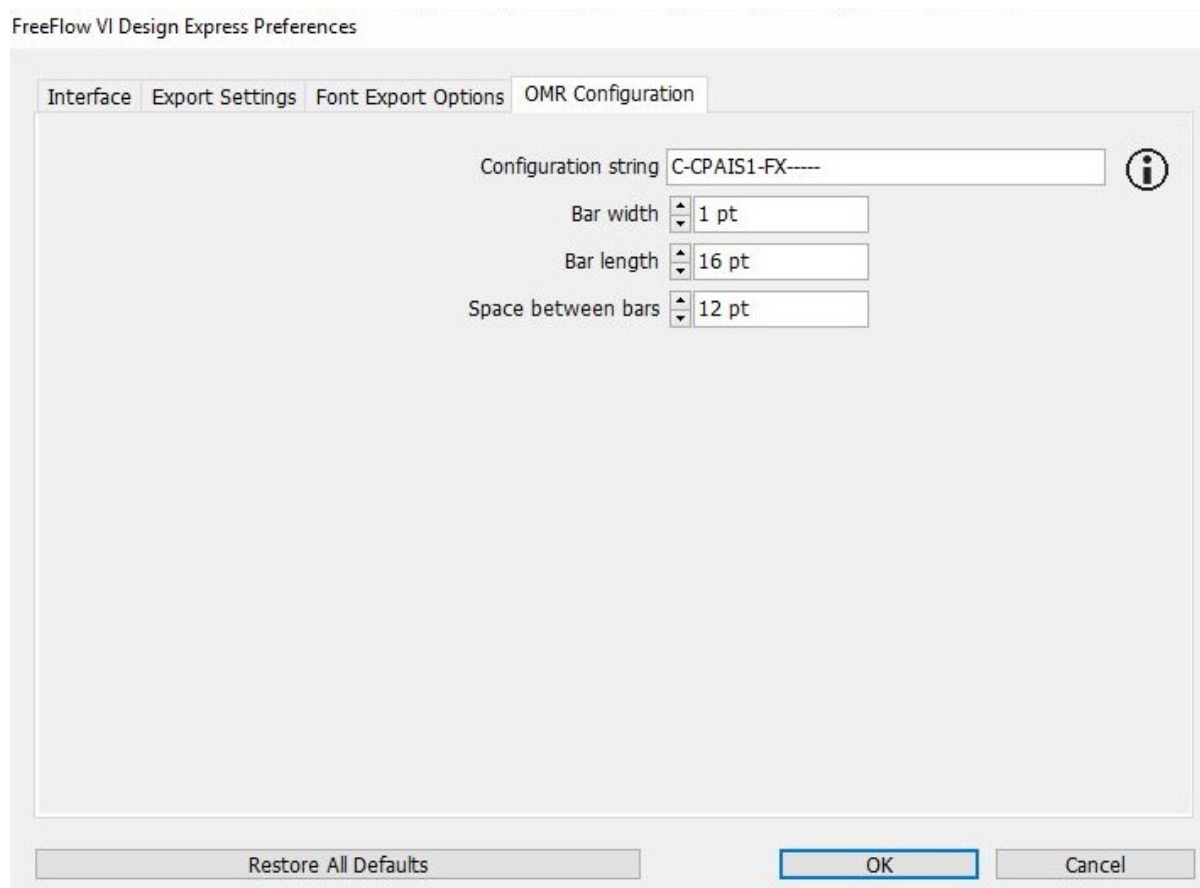 FreeFlow VI Design Express Preferences
Interface Export Settings Font Export Options OMR Configuration
Configuration string C-CPAIS1-FX-----
Bar width 1 pt
Bar length 16 pt
Space between bars 12 pt
Restore All Defaults OK Cancel